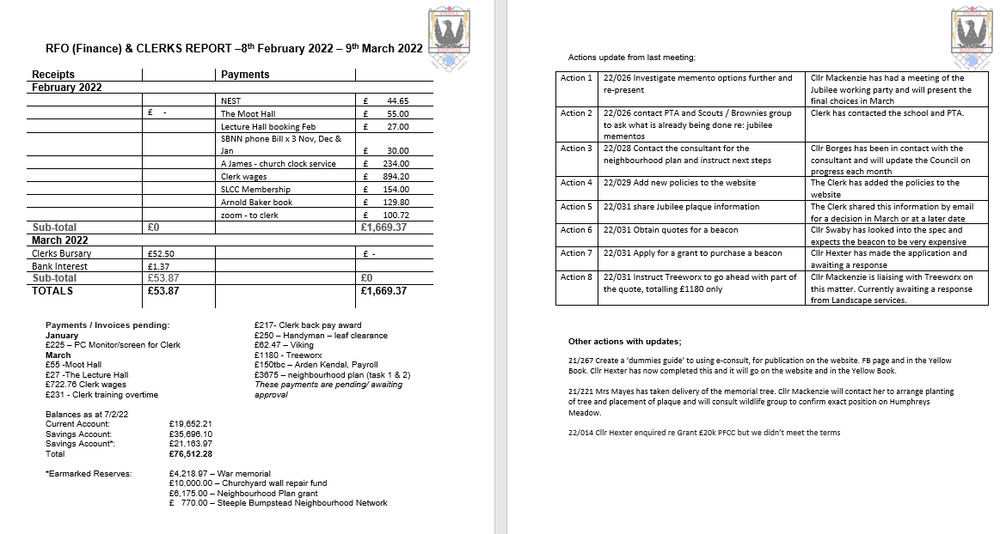 RFO (Finance) & CLERKS REPORT –8th February 2022 – 9th March 2022
Receipts Payments
February 2022
NEST £ 44.65
£ - The Moot Hall £ 55.00
Lecture Hall booking Feb £ 27.00
SBNN phone Bill x 3 Nov, Dec &
Jan £ 30.00
A James - church clock service £ 234.00
Clerk wages £ 894.20
SLCC Membership £ 154.00
Arnold Baker book £ 129.80
zoom - to clerk £ 100.72
Sub-total £0 £1,669.37
March 2022
Clerks Bursary £52.50 £ -
Bank Interest £1.37
Sub-total £53.87 £0
TOTALS £53.87 £1,669.37
Payments / Invoices pending:
January
£225 – PC Monitor/screen for Clerk
March
£55 -Moot Hall
£27 -The Lecture Hall
£722.76 Clerk wages
£231 - Clerk training overtime
£217- Clerk back pay award
£250 – Handyman – leaf clearance
£62.47 – Viking
£1180 - Treeworx
£150tbc – Arden Kendal, Payroll
£3675 – neighbourhood plan (task 1 & 2)
These payments are pending/ awaiting
approval
Balances as at 7/2/22
Current Account: £19,652.21
Savings Account: £35,696.10
Savings Account*: £21,163.97
Total £76,512.28
*Earmarked Reserves: £4,218.97 – War memorial
£10,000.00 – Churchyard wall repair fund
£6,175.00 – Neighbourhood Plan grant
£ 770.00 – Steeple Bumpstead Neighbourhood Network
Actions update from last meeting;
Action 1 22/026 Investigate memento options further and Cllr Mackenzie has had a meeting of the
re-present Jubilee working party and will present the
final choices in March
Action 2 22/026 contact PTA and Scouts / Brownies group Clerk has contacted the school and PTA.
to ask what is already being done re: jubilee
mementos
Action 3 22/028 Contact the consultant for the Cllr Borges has been in contact with the
neighbourhood plan and instruct next steps consultant and will update the Council on
progress each month
Action 4 22/029 Add new policies to the website The Clerk has added the policies to the
website
Action 5 22/031 share Jubilee plaque information The Clerk shared this information by email
for a decision in March or at a later date
Action 6 22/031 Obtain quotes for a beacon Cllr Swaby has looked into the spec and
expects the beacon to be very expensive
Action 7 22/031 Apply for a grant to purchase a beacon Cllr Hexter has made the application and
awaiting a response
Action 8 22/031 Instruct Treeworx to go ahead with part of Cllr Mackenzie is liaising with Treeworx on
the quote, totalling £1180 only this matter. Currently awaiting a response
from Landscape services.
Other actions with updates;
21/267 Create a ‘dummies guide’ to using e-consult, for publication on the website. FB page and in the Yellow
Book. Cllr Hexter has now completed this and it will go on the website and in the Yellow Book.
21/221 Mrs Mayes has taken delivery of the memorial tree. Cllr Mackenzie will contact her to arrange planting
of tree and placement of plaque and will consult wildlife group to confirm exact position on Humphreys
Meadow.
22/014 Cllr Hexter enquired re Grant £20k PFCC but we didn’t meet the terms